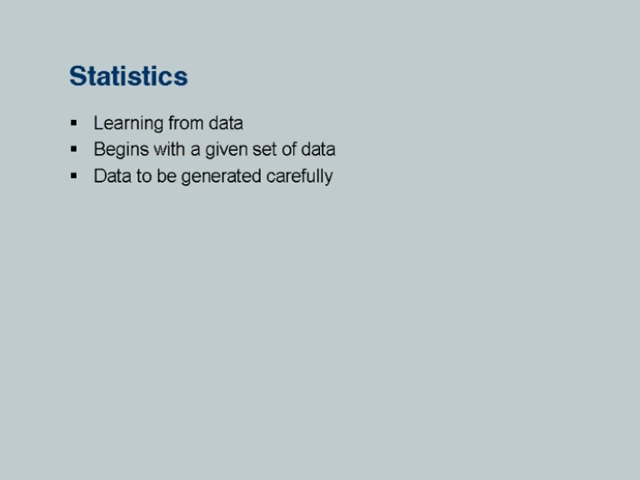 Statistics
▪ Learning from data
▪ Begins with a given set of data
▪ Data to be generated carefully